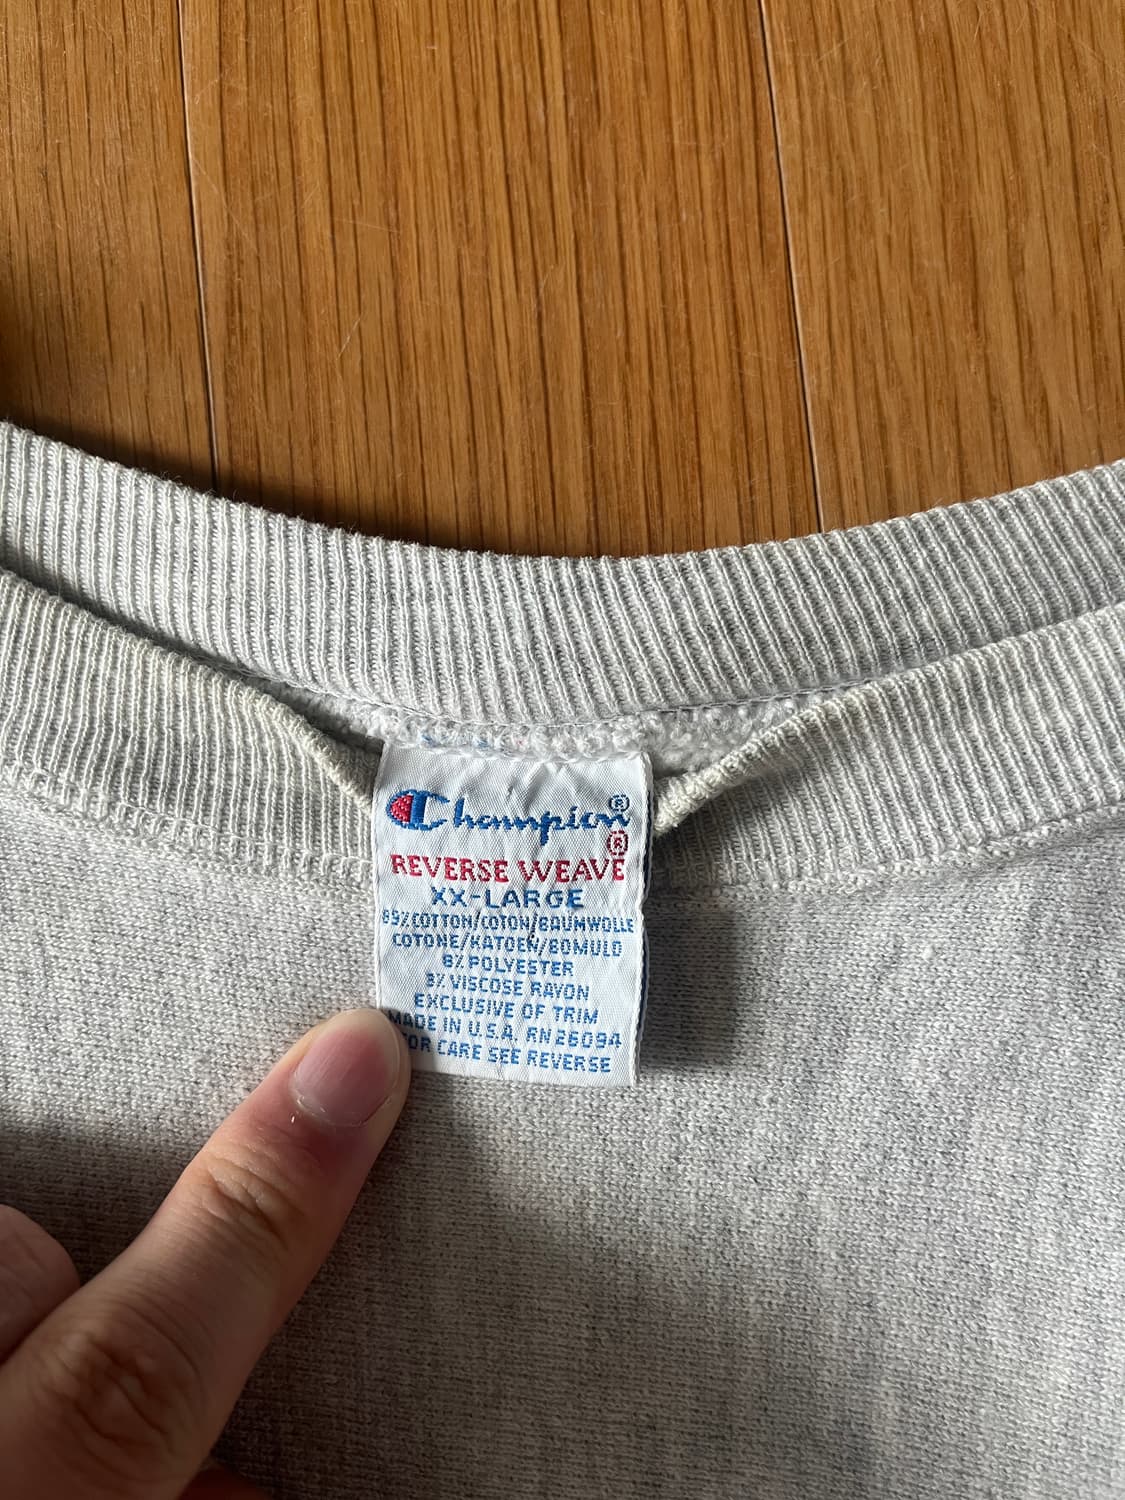 Champion®
REVERSE WEAVE®
XX-LARGE
89% COTTON/COTON/BAUMWOLLE
COTONE/KATOEN/BOMULD
8% POLYESTER
3% VISCOSE RAYON
EXCLUSIVE OF TRIM
MADE IN U.S.A. RN26094
FOR CARE SEE REVERSE